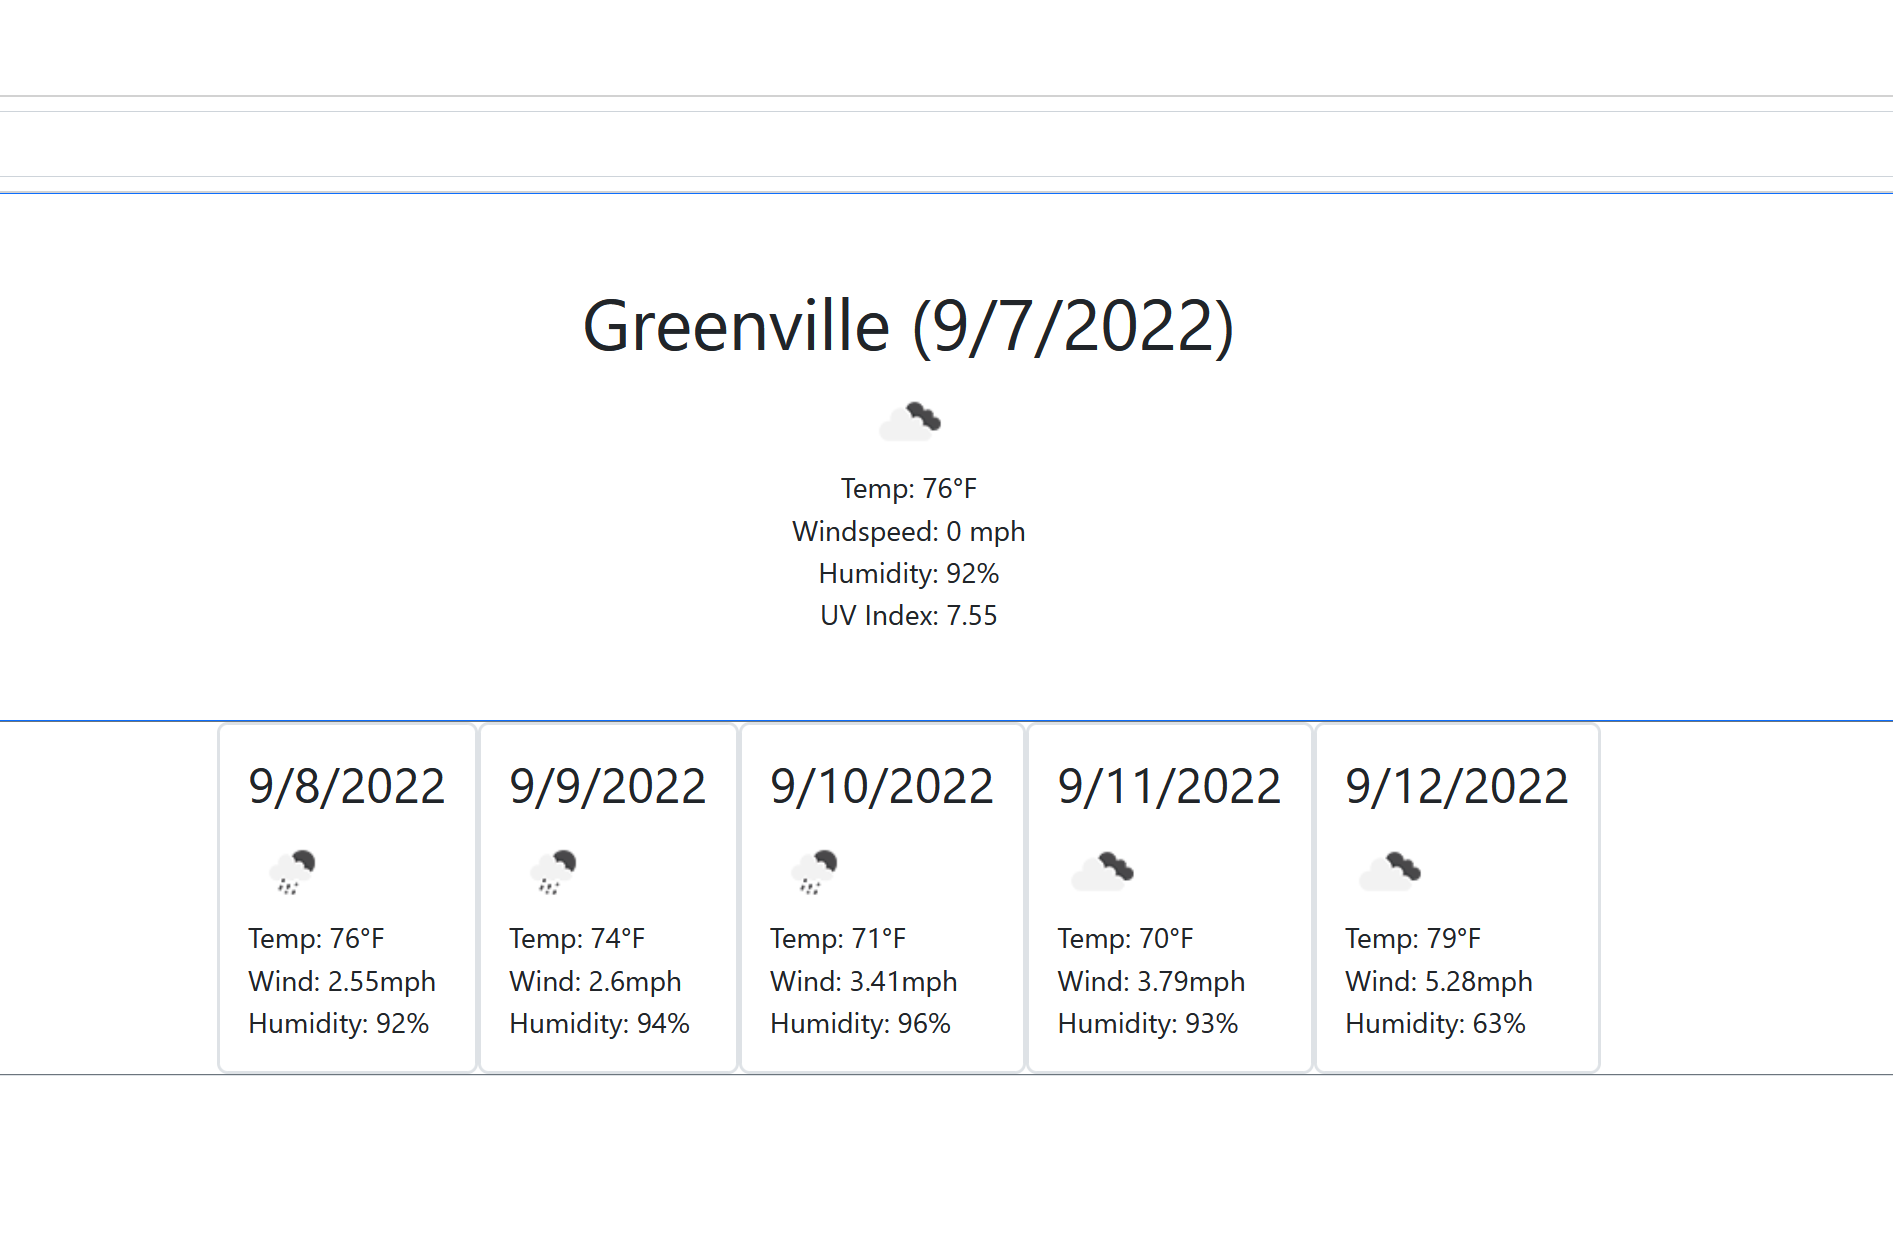 Greenville (9/7/2022)
Temp: 76°F
Windspeed: 0 mph
Humidity: 92%
UV Index: 7.55
9/8/2022
Temp: 76°F
Wind: 2.55mph
Humidity: 92%
9/9/2022
Temp: 74°F
Wind: 2.6mph
Humidity: 94%
9/10/2022
Temp: 71°F
Wind: 3.41mph
Humidity: 96%
9/11/2022
Temp: 70°F
Wind: 3.79mph
Humidity: 93%
9/12/2022
Temp: 79°F
Wind: 5.28mph
Humidity: 63%